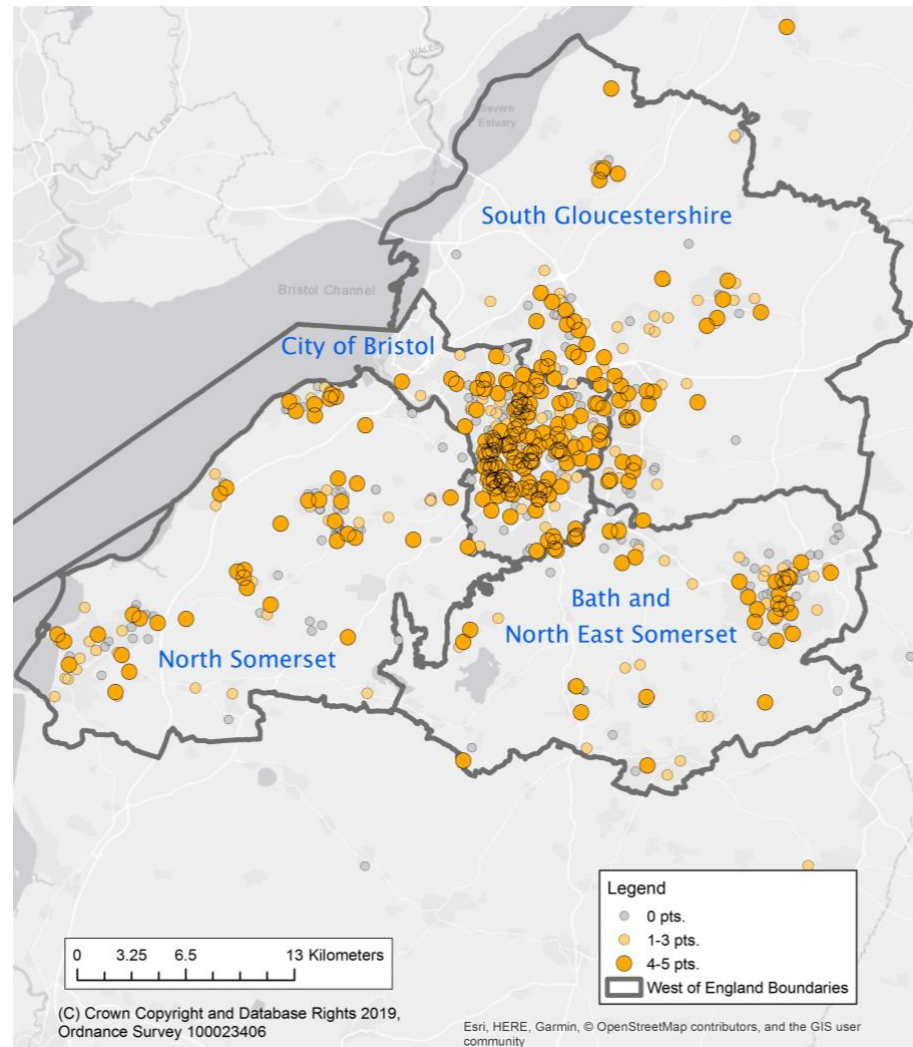 WALES
Severn
Estuary
South Gloucestershire
Bristol Channel
City of Bristol
Bath and
North East Somerset
North Somerset
Legend
0 pts.
1-3 pts.
4-5 pts.
West of England Boundaries
0 3.25 6.5 13 Kilometers
(C) Crown Copyright and Database Rights 2019,
Ordnance Survey 100023406
Esri, HERE, Garmin, © OpenStreetMap contributors, and the GIS user
community